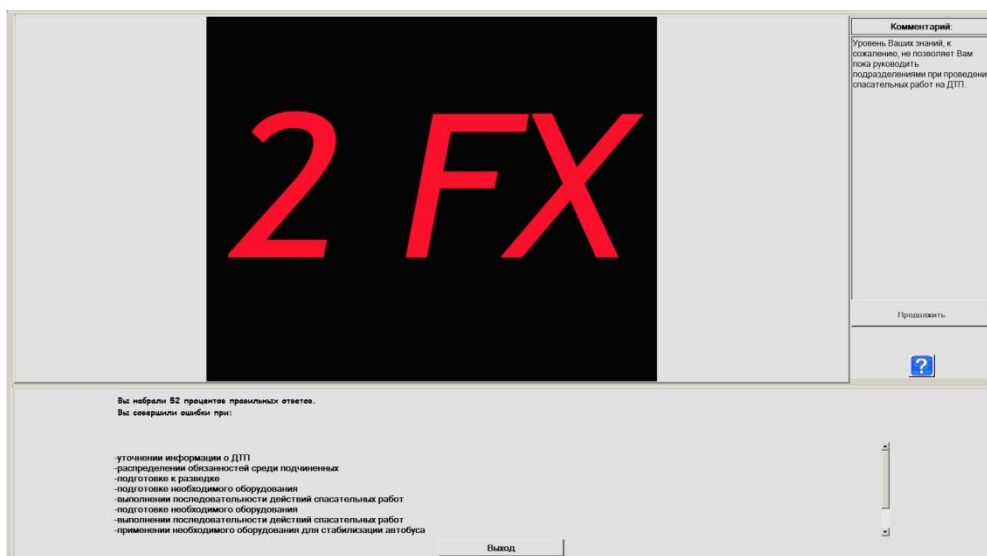 2 FX
Комментарий:
Уровень Ваших знаний, к
сожалению, не позволяет Вам
пока руководить
подразделениями при проведени
спасательных работ на ДТП.
Продолжить
?
Вы набрали 52 процентов правильных ответов.
Вы совершили ошибки при:
-уточнении информации о ДТП
-распределении обязанностей среди подчиненных
-подготовке к разведке
-подготовке необходимого оборудования
-выполнении последовательности действий спасательных работ
-подготовке необходимого оборудования
-выполнении последовательности действий спасательных работ
-применении необходимого оборудования для стабилизации автобуса
Выход